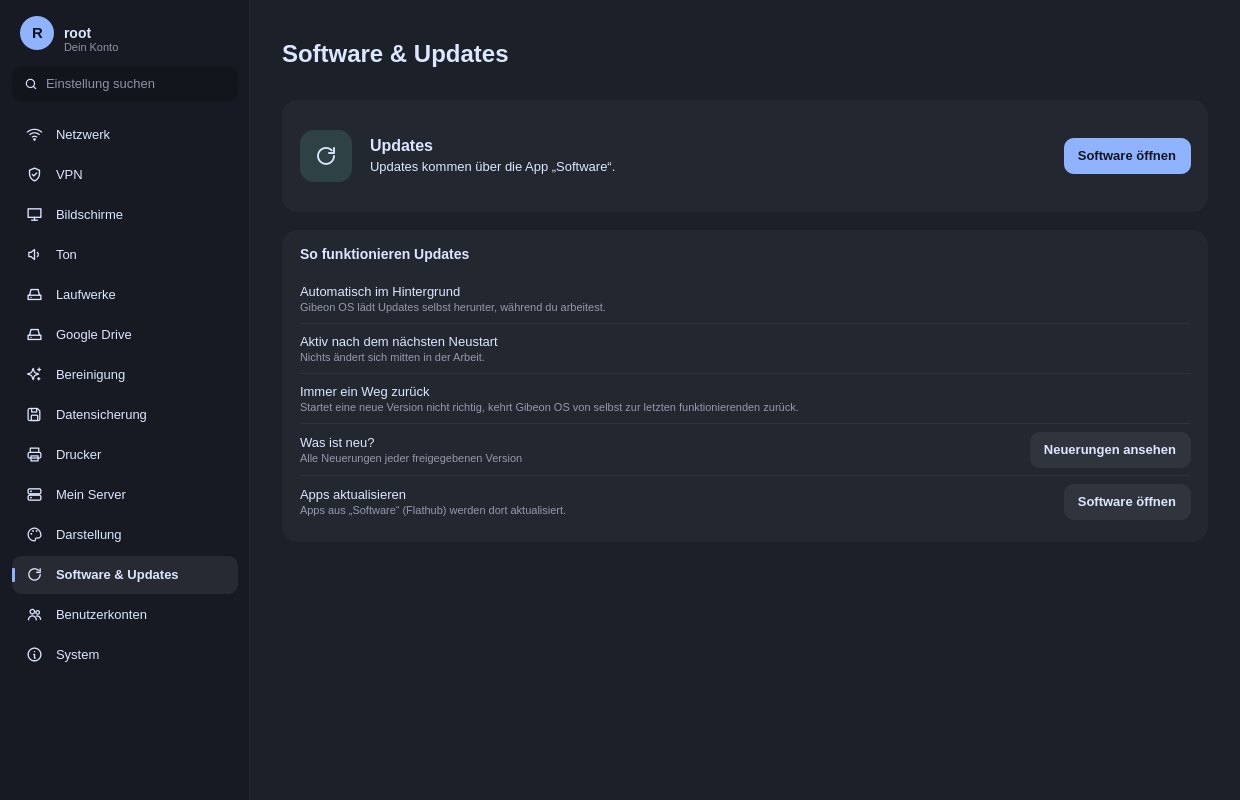 R
root
Dein Konto
Einstellung suchen
Netzwerk
VPN
Bildschirme
Ton
Laufwerke
Google Drive
Bereinigung
Datensicherung
Drucker
Mein Server
Darstellung
Software & Updates
Benutzerkonten
System
Software & Updates
Updates
Updates kommen über die App „Software“.
Software öffnen
So funktionieren Updates
Automatisch im Hintergrund
Gibeon OS lädt Updates selbst herunter, während du arbeitest.
Aktiv nach dem nächsten Neustart
Nichts ändert sich mitten in der Arbeit.
Immer ein Weg zurück
Startet eine neue Version nicht richtig, kehrt Gibeon OS von selbst zur letzten funktionierenden zurück.
Was ist neu?
Alle Neuerungen jeder freigegebenen Version
Neuerungen ansehen
Apps aktualisieren
Apps aus „Software“ (Flathub) werden dort aktualisiert.
Software öffnen